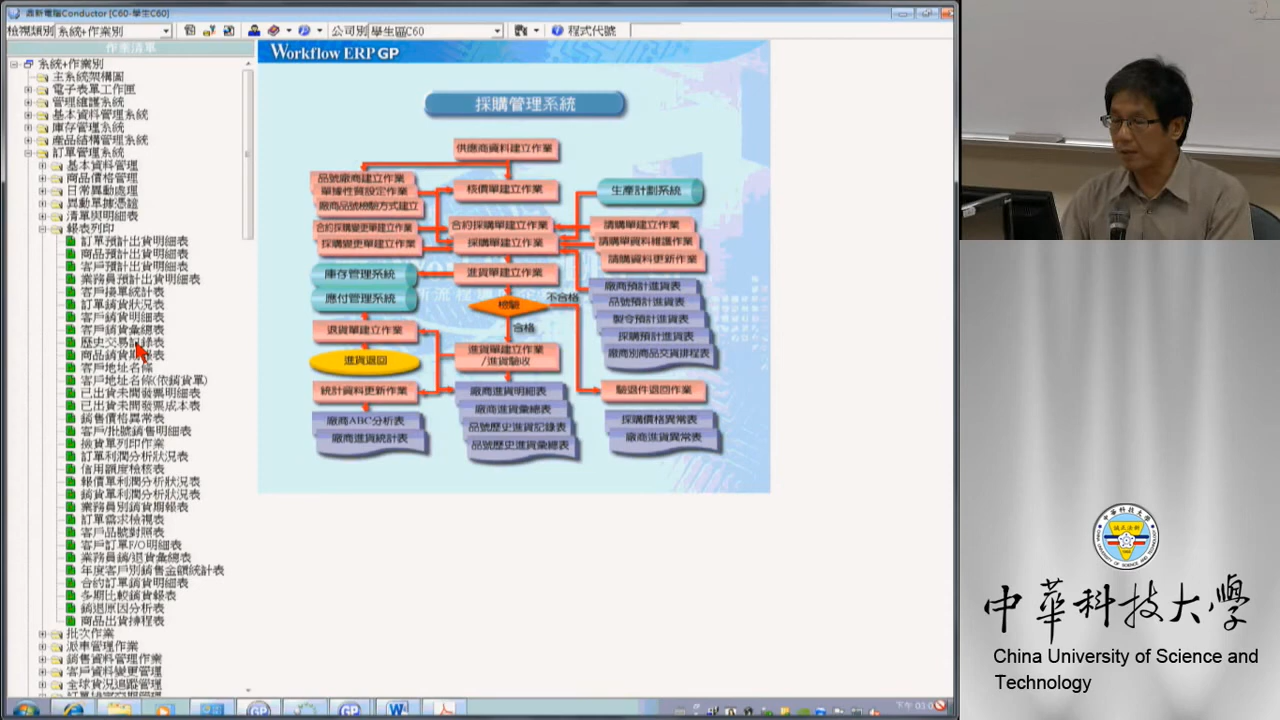 鼎新電腦Conductor [C60-學生C60]
檢視類別 系統+作業別
公司別 學生區C60
程式代號
作業清單
系統+作業別
主系統架構圖
電子表單工作匣
管理維護系統
基本資料管理系統
庫存管理系統
產品結構管理系統
訂單管理系統
基本資料管理
商品價格管理
日常異動處理
異動單據憑證
清單與明細表
報表列印
訂單預計出貨明細表
商品預計出貨明細表
客戶預計出貨明細表
業務員預計出貨明細表
客戶接單統計表
訂單銷貨狀況表
客戶銷貨明細表
客戶銷貨彙總表
歷史交易記錄表
商品銷貨期報表
客戶地址名條
客戶地址名條(依銷貨單)
已出貨未開發票明細表
已出貨未開發票成本表
銷售價格異常表
客戶/批號銷售明細表
撿貨單列印作業
訂單利潤分析狀況表
信用額度檢核表
報價單利潤分析狀況表
銷貨單利潤分析狀況表
業務員別銷貨期報表
訂單需求檢視表
客戶品號對照表
客戶訂單F/O明細表
業務員銷/退貨彙總表
年度客戶別銷售金額統計表
合約訂單銷貨明細表
多期比較銷貨報表
銷退原因分析表
商品出貨排程表
批次作業
派車管理作業
銷售資料管理作業
客戶資料變更管理
全球貨況追蹤管理
Workflow ERP GP
採購管理系統
供應商資料建立作業
品號廠商建立作業
單據性質設定作業
廠商品號檢驗方式建立
核價單建立作業
生產計劃系統
合約採購變更單建立作業
採購變更單建立作業
合約採購單建立作業
採購單建立作業
請購單建立作業
請購單資料維護作業
請購資料更新作業
庫存管理系統
應付管理系統
進貨單建立作業
檢驗
不合格
合格
廠商預計進貨表
品號預計進貨表
製令預計進貨表
採購預計進貨表
廠商別商品交貨排程表
退貨單建立作業
進貨退回
進貨單建立作業
/進貨驗收
統計資料更新作業
驗退件退回作業
廠商ABC分析表
廠商進貨統計表
廠商進貨明細表
廠商進貨彙總表
品號歷史進貨記錄表
品號歷史進貨彙總表
採購價格異常表
廠商進貨異常表
中華科技大學
China University of Science and
Technology